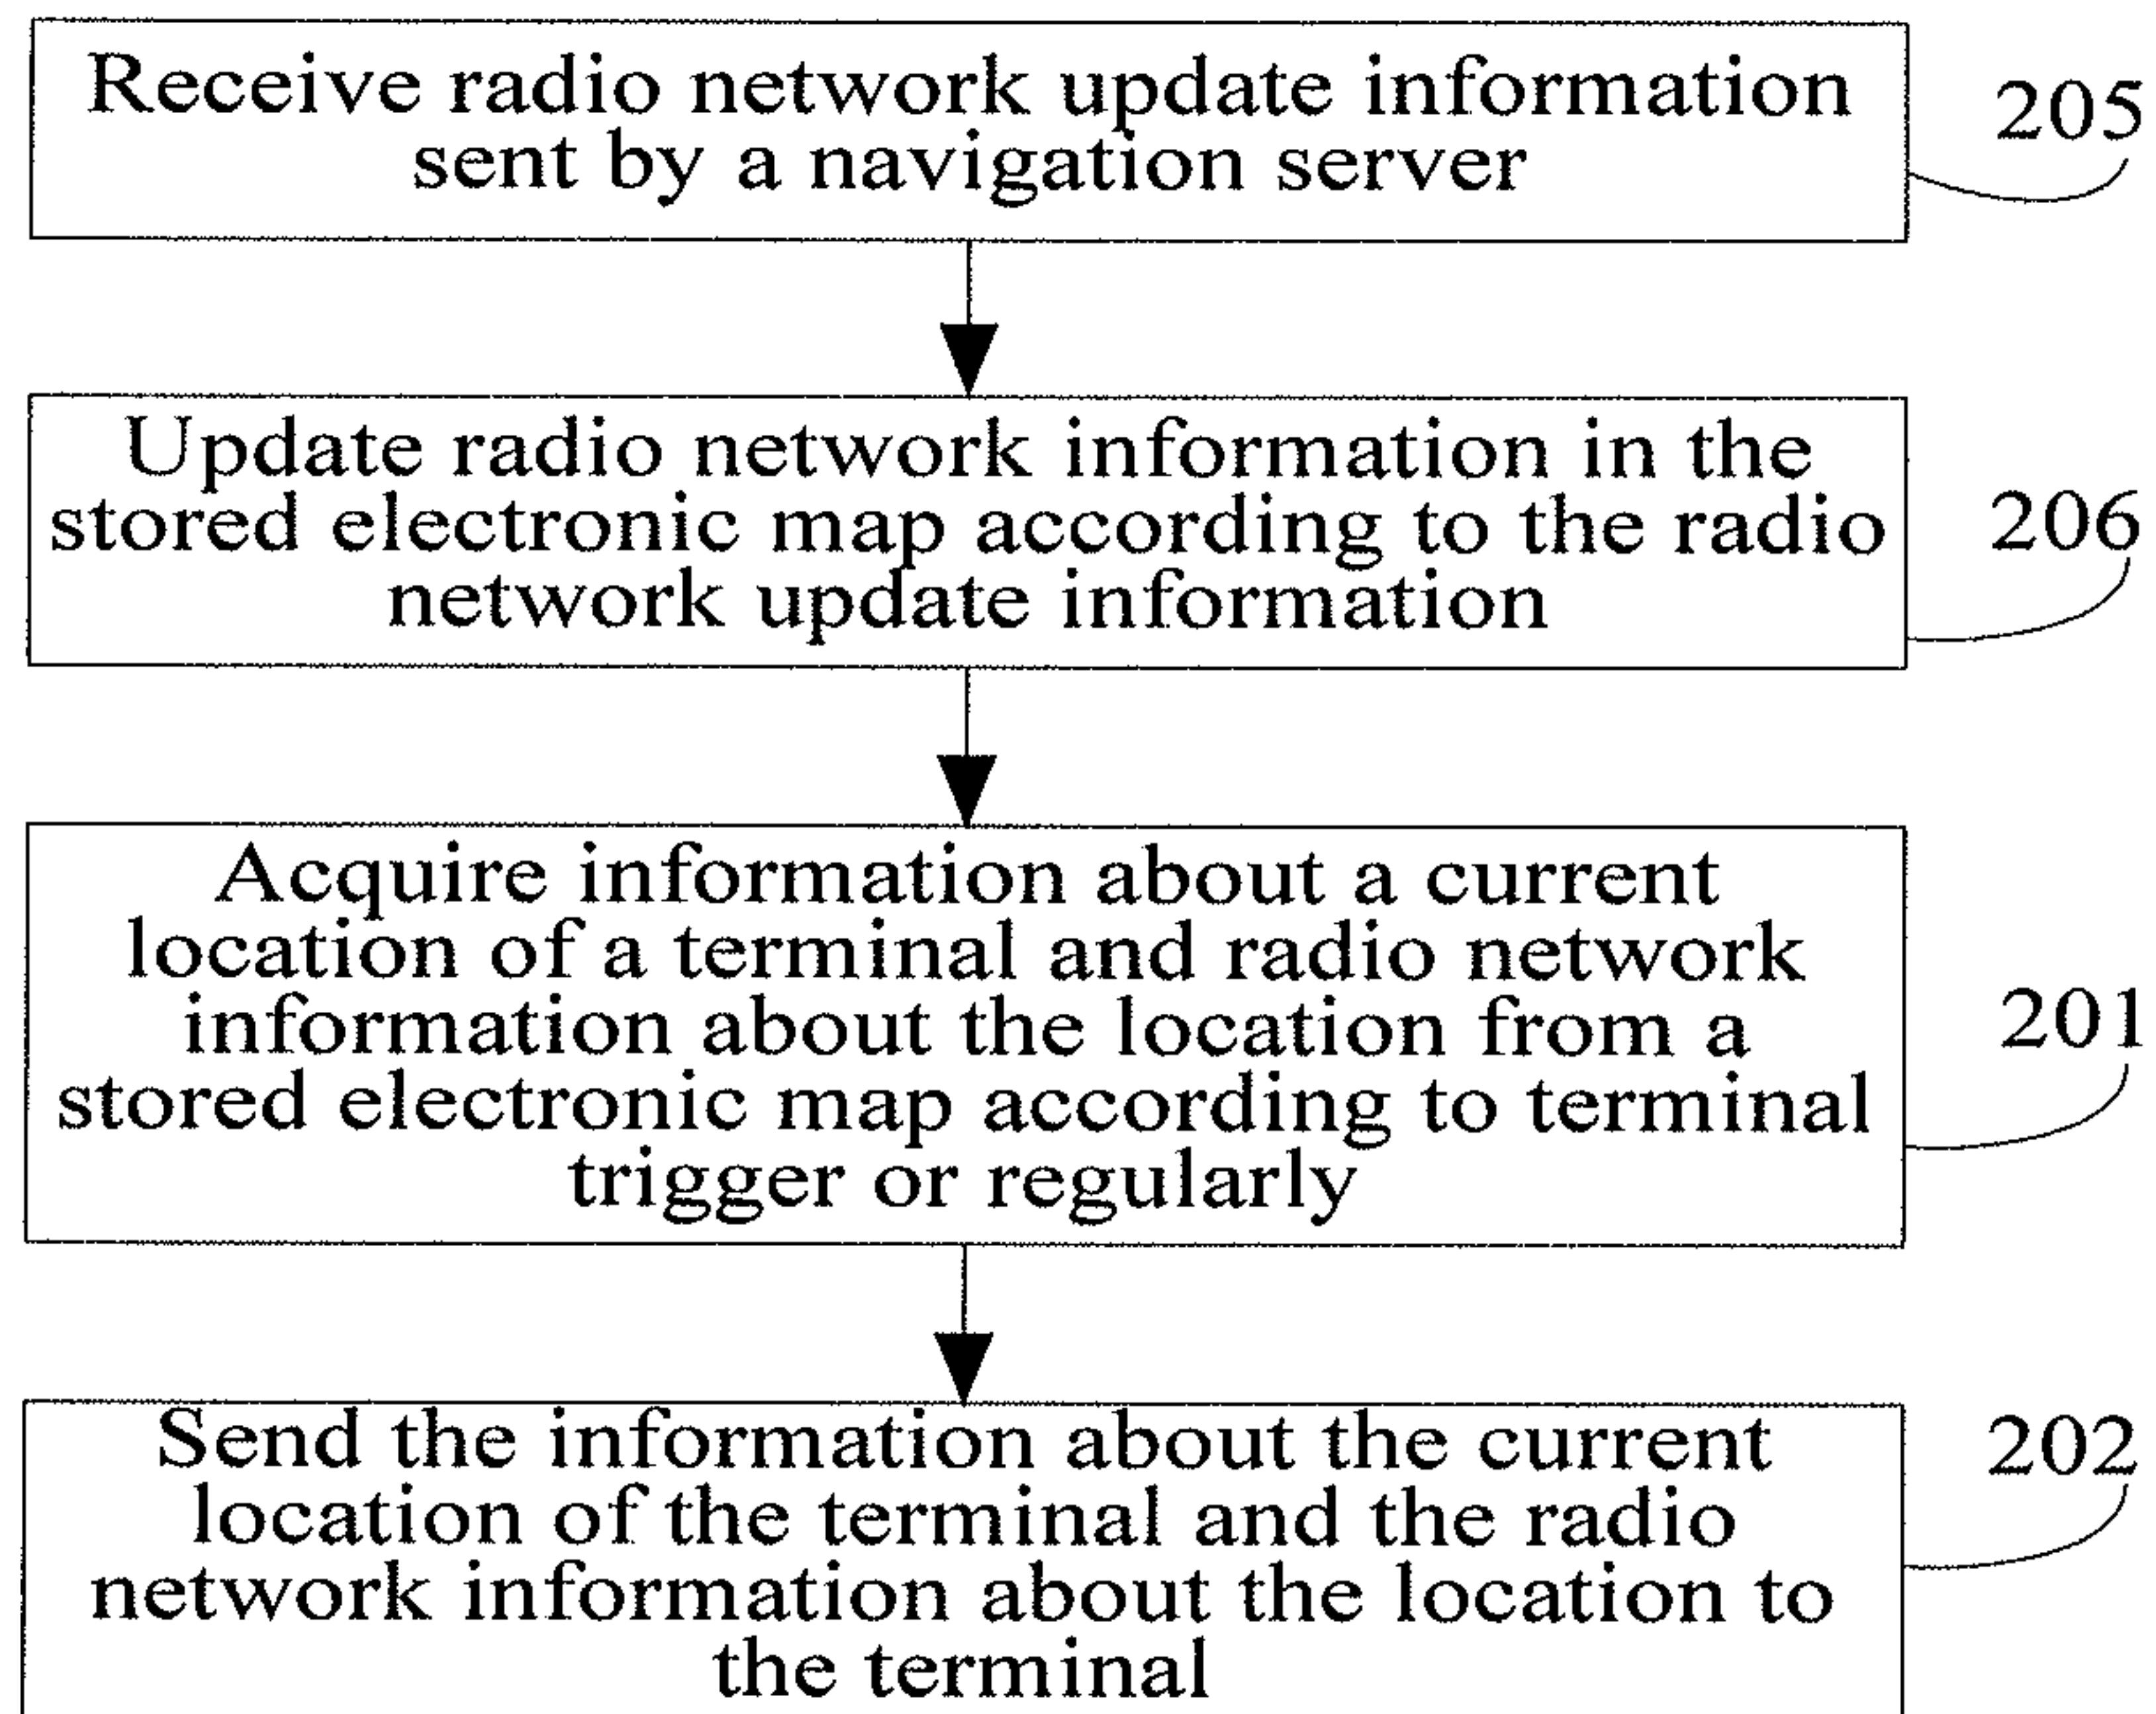 Receive radio network update information
sent by a navigation server
205
Update radio network information in the
stored electronic map according to the radio
network update information
206
Acquire information about a current
location of a terminal and radio network
information about the location from a
stored electronic map according to terminal
trigger or regularly
201
Send the information about the current
location of the terminal and the radio
network information about the location to
the terminal
202